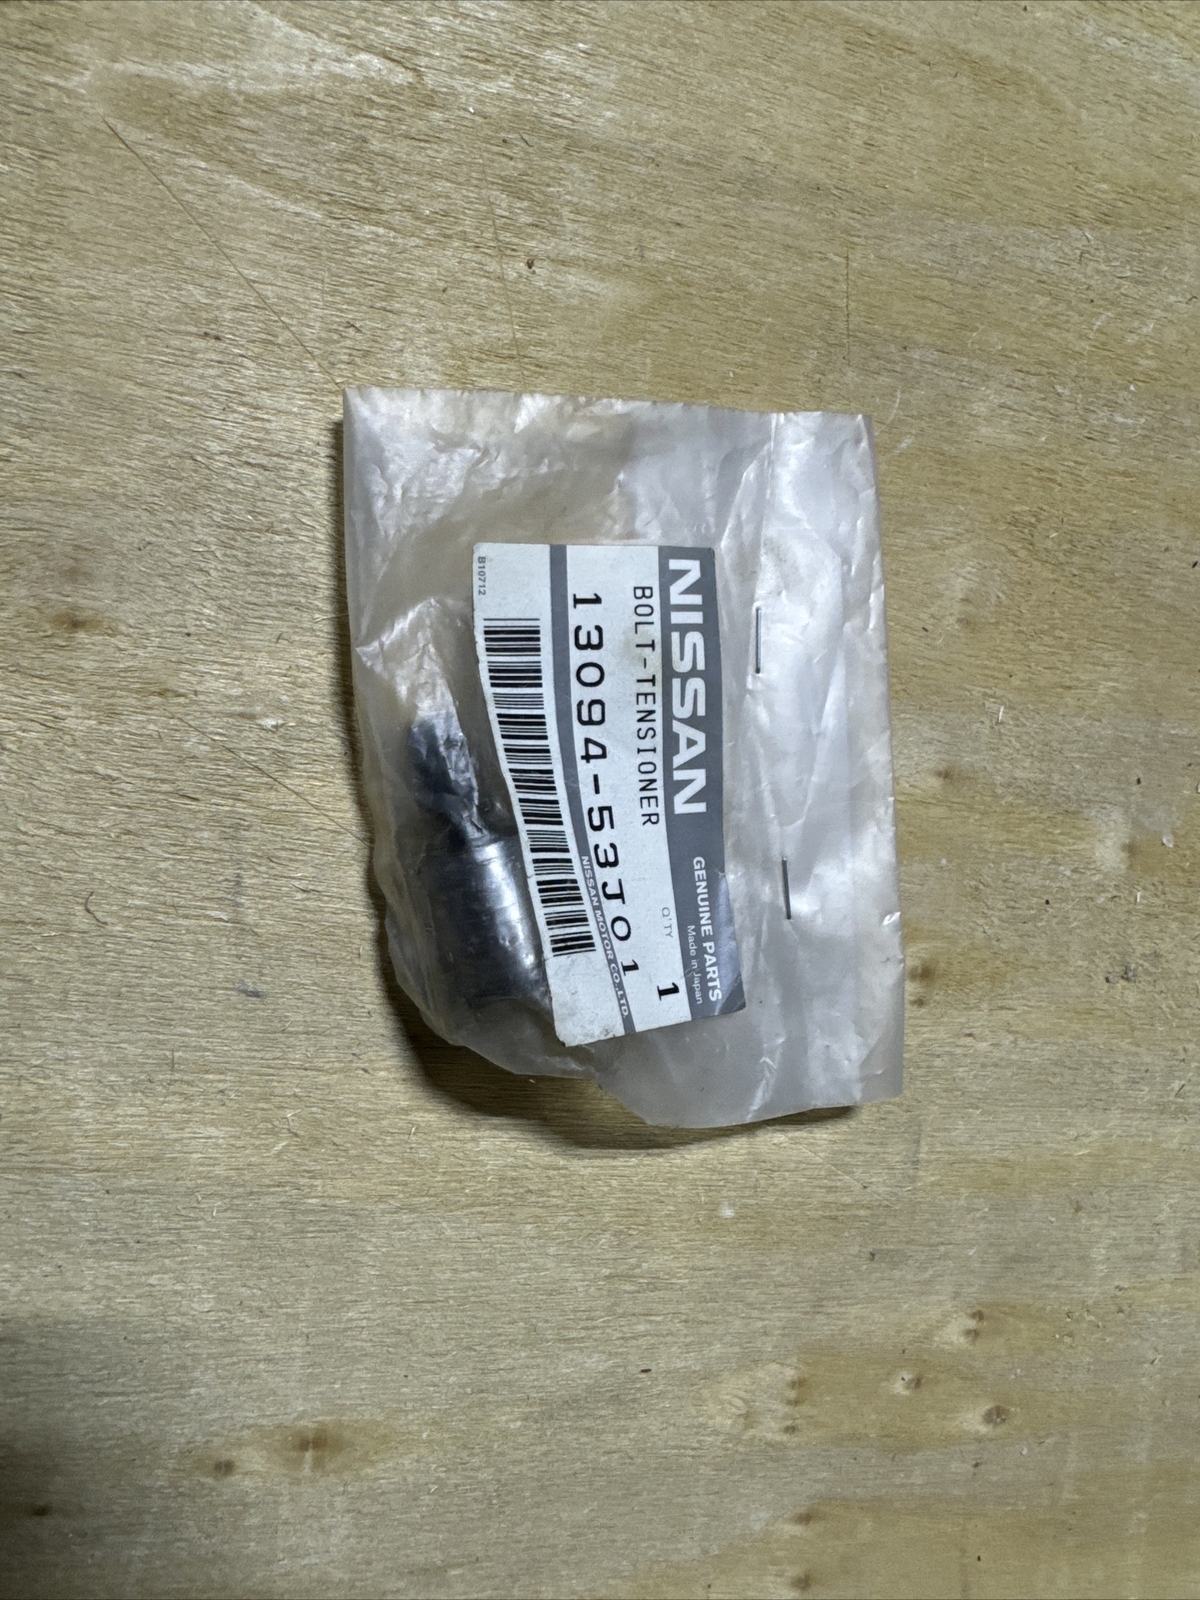 NISSAN GENUINE PARTS
Made in Japan
BOLT-TENSIONER
Q'TY
1
13094-53J01
NISSAN MOTOR CO.,LTD.
B10712